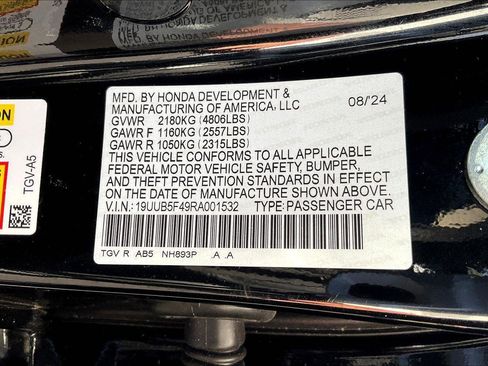 MFD. BY HONDA DEVELOPMENT &
MANUFACTURING OF AMERICA, LLC 08/24
GVWR 2180KG (4806LBS)
GAWR F 1160KG (2557LBS)
GAWR R 1050KG (2315LBS)
THIS VEHICLE CONFORMS TO ALL APPLICABLE
FEDERAL MOTOR VEHICLE SAFETY, BUMPER,
AND THEFT PREVENTION STANDARDS IN EFFECT
ON THE DATE OF MANUFACTURE SHOWN ABOVE.
V.I.N.: 19UUB5F49RA001532 TYPE: PASSENGER CAR
TGV R AB5 NH893P .A .A
ION
TGV-A5